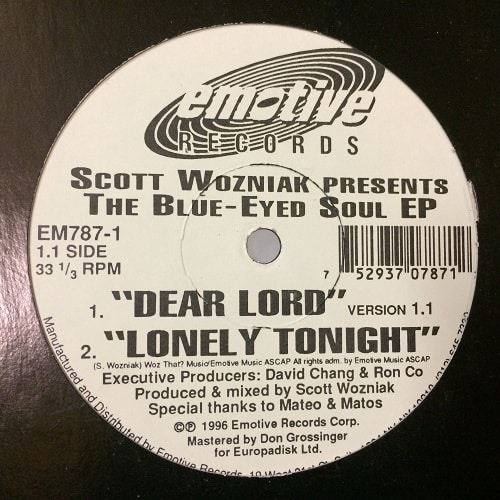 emotive
RECORDS
SCOTT WOZNIAK PRESENTS
THE BLUE-EYED SOUL EP
EM787-1
1.1 SIDE
33 1/3 RPM
7 52937 07871
1. "DEAR LORD" VERSION 1.1
2. "LONELY TONIGHT"
(S. Wozniak) Woz That? Music/Emotive Music ASCAP All rights adm. by Emotive Music ASCAP
Executive Producers: David Chang & Ron Co
Produced & mixed by Scott Wozniak
Special thanks to Mateo & Matos
©℗ 1996 Emotive Records Corp.
Mastered by Don Grossinger
for Europadisk Ltd.
Manufactured and Distributed by Emotive Records